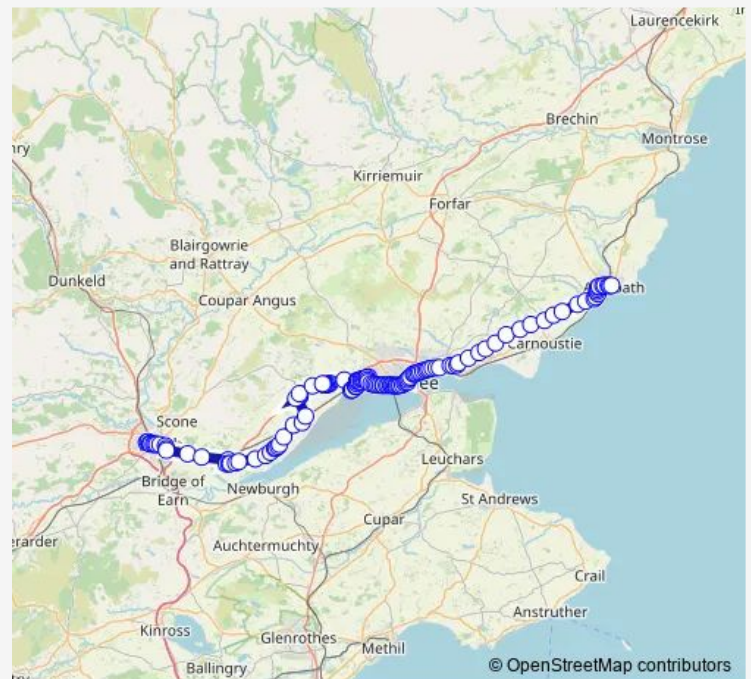 Laurencekirk
Brechin
Montrose
Kirriemuir
Forfar
Blairgowrie
and Rattray
Dunkeld
Coupar Angus
Carnoustie
Scone
Leuchars
Bridge of
Earn
Newburgh
St Andrews
Cupar
Auchtermuchty
Crail
Anstruther
Kinross
Glenrothes
Methil
Ballingry
© OpenStreetMap contributors